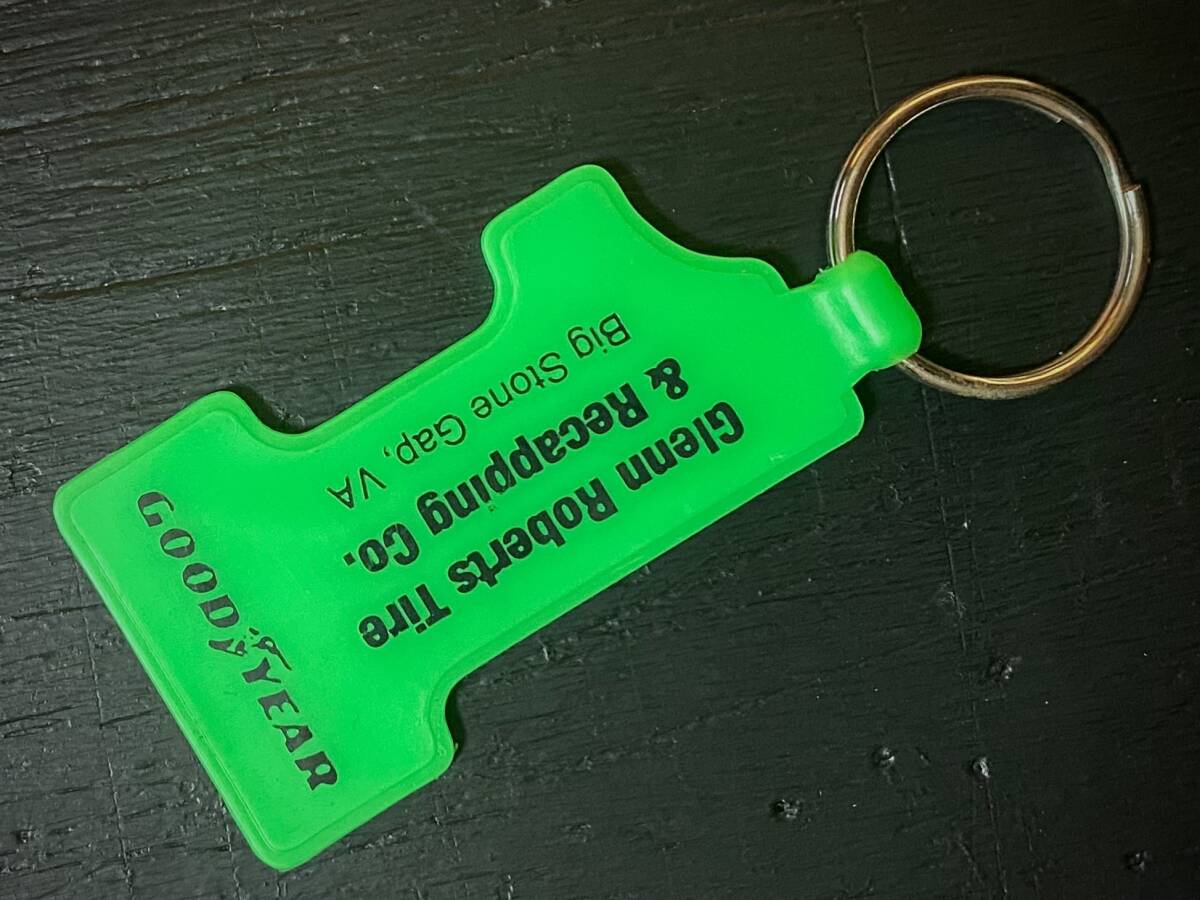 Glenn Roberts Tire
& Recapping Co.
Big Stone Gap, VA
GOODYEAR